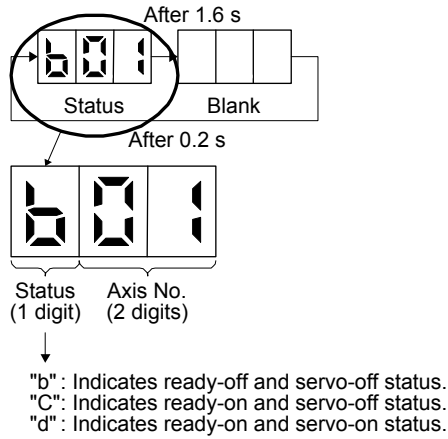 After 1.6 s
b01
Status Blank
After 0.2 s
b01
Status Axis No.
(1 digit) (2 digits)
"b" : Indicates ready-off and servo-off status.
"C": Indicates ready-on and servo-off status.
"d" : Indicates ready-on and servo-on status.